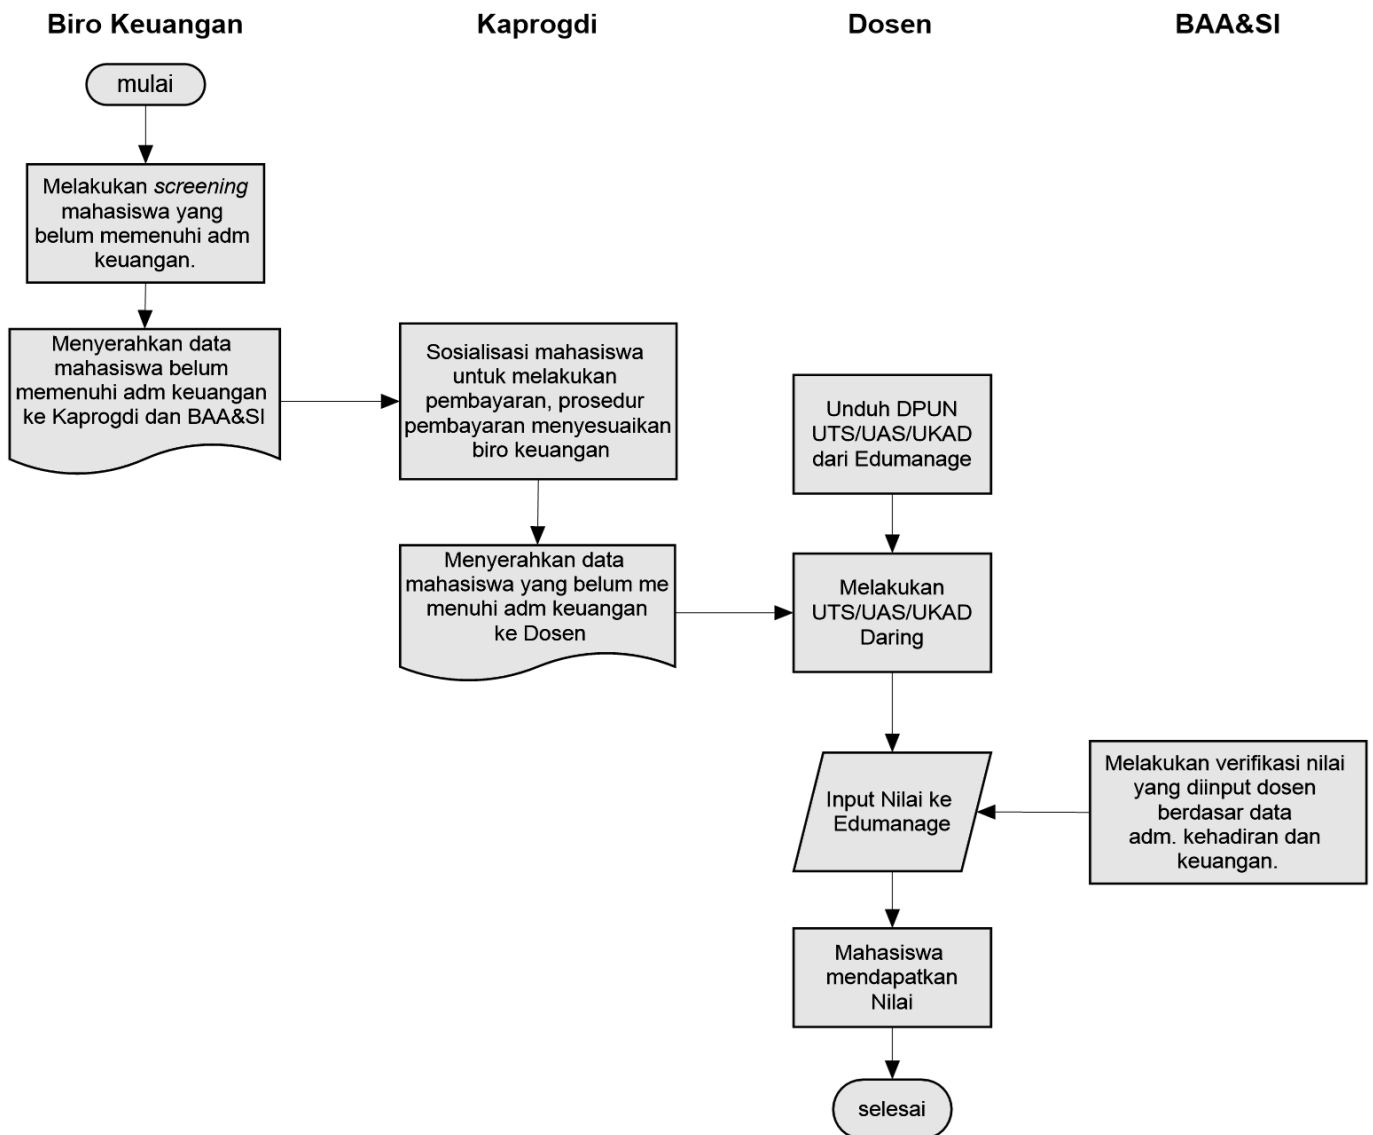 Biro Keuangan
Kaprogdi
Dosen
BAA&SI
mulai
Melakukan screening
mahasiswa yang
belum memenuhi adm
keuangan.
Menyerahkan data
mahasiswa belum
memenuhi adm keuangan
ke Kaprogdi dan BAA&SI
Sosialisasi mahasiswa
untuk melakukan
pembayaran, prosedur
pembayaran menyesuaikan
biro keuangan
Menyerahkan data
mahasiswa yang belum me
menuhi adm keuangan
ke Dosen
Unduh DPUN
UTS/UAS/UKAD
dari Edumanage
Melakukan
UTS/UAS/UKAD
Daring
Input Nilai ke
Edumanage
Melakukan verifikasi nilai
yang diinput dosen
berdasar data
adm. kehadiran dan
keuangan.
Mahasiswa
mendapatkan
Nilai
selesai